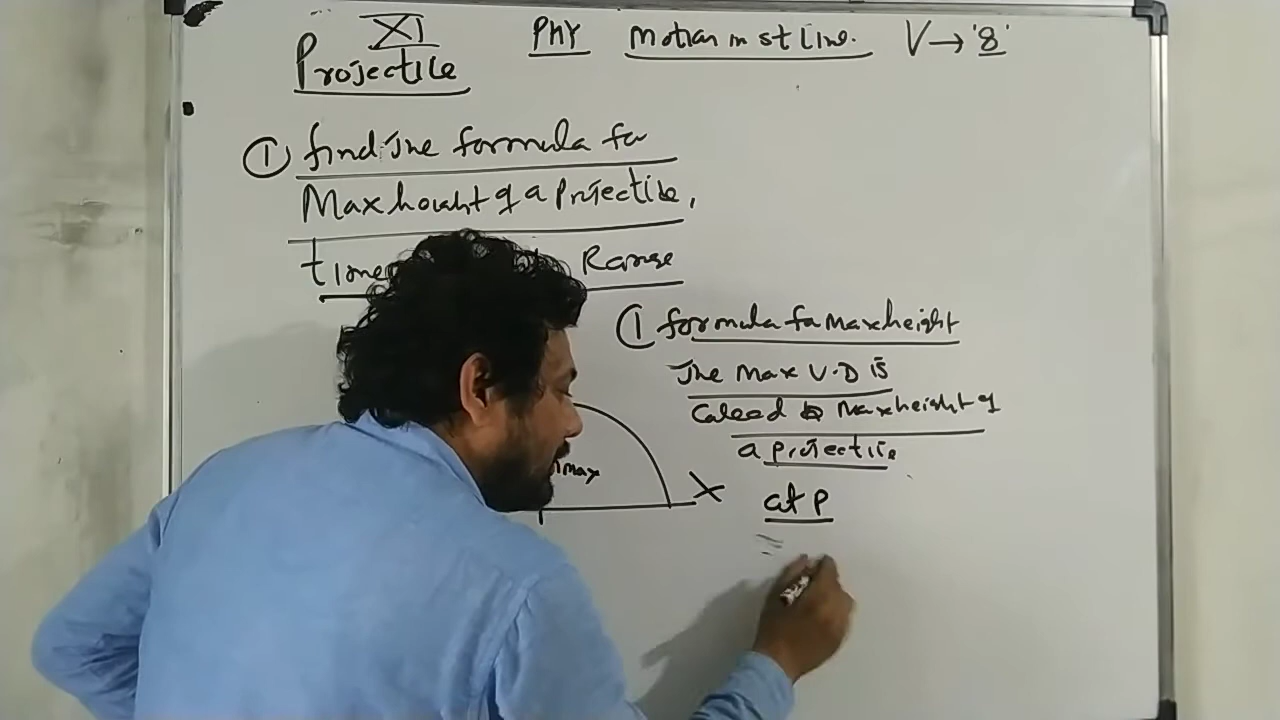 XI PHY Motion in st Line. V→'8'
Projectile
① find the formula for
Max height of a Projectile,
time Range
① formula for Max height
The Max V.D is
Called Max height of
a projectile
at P
max X